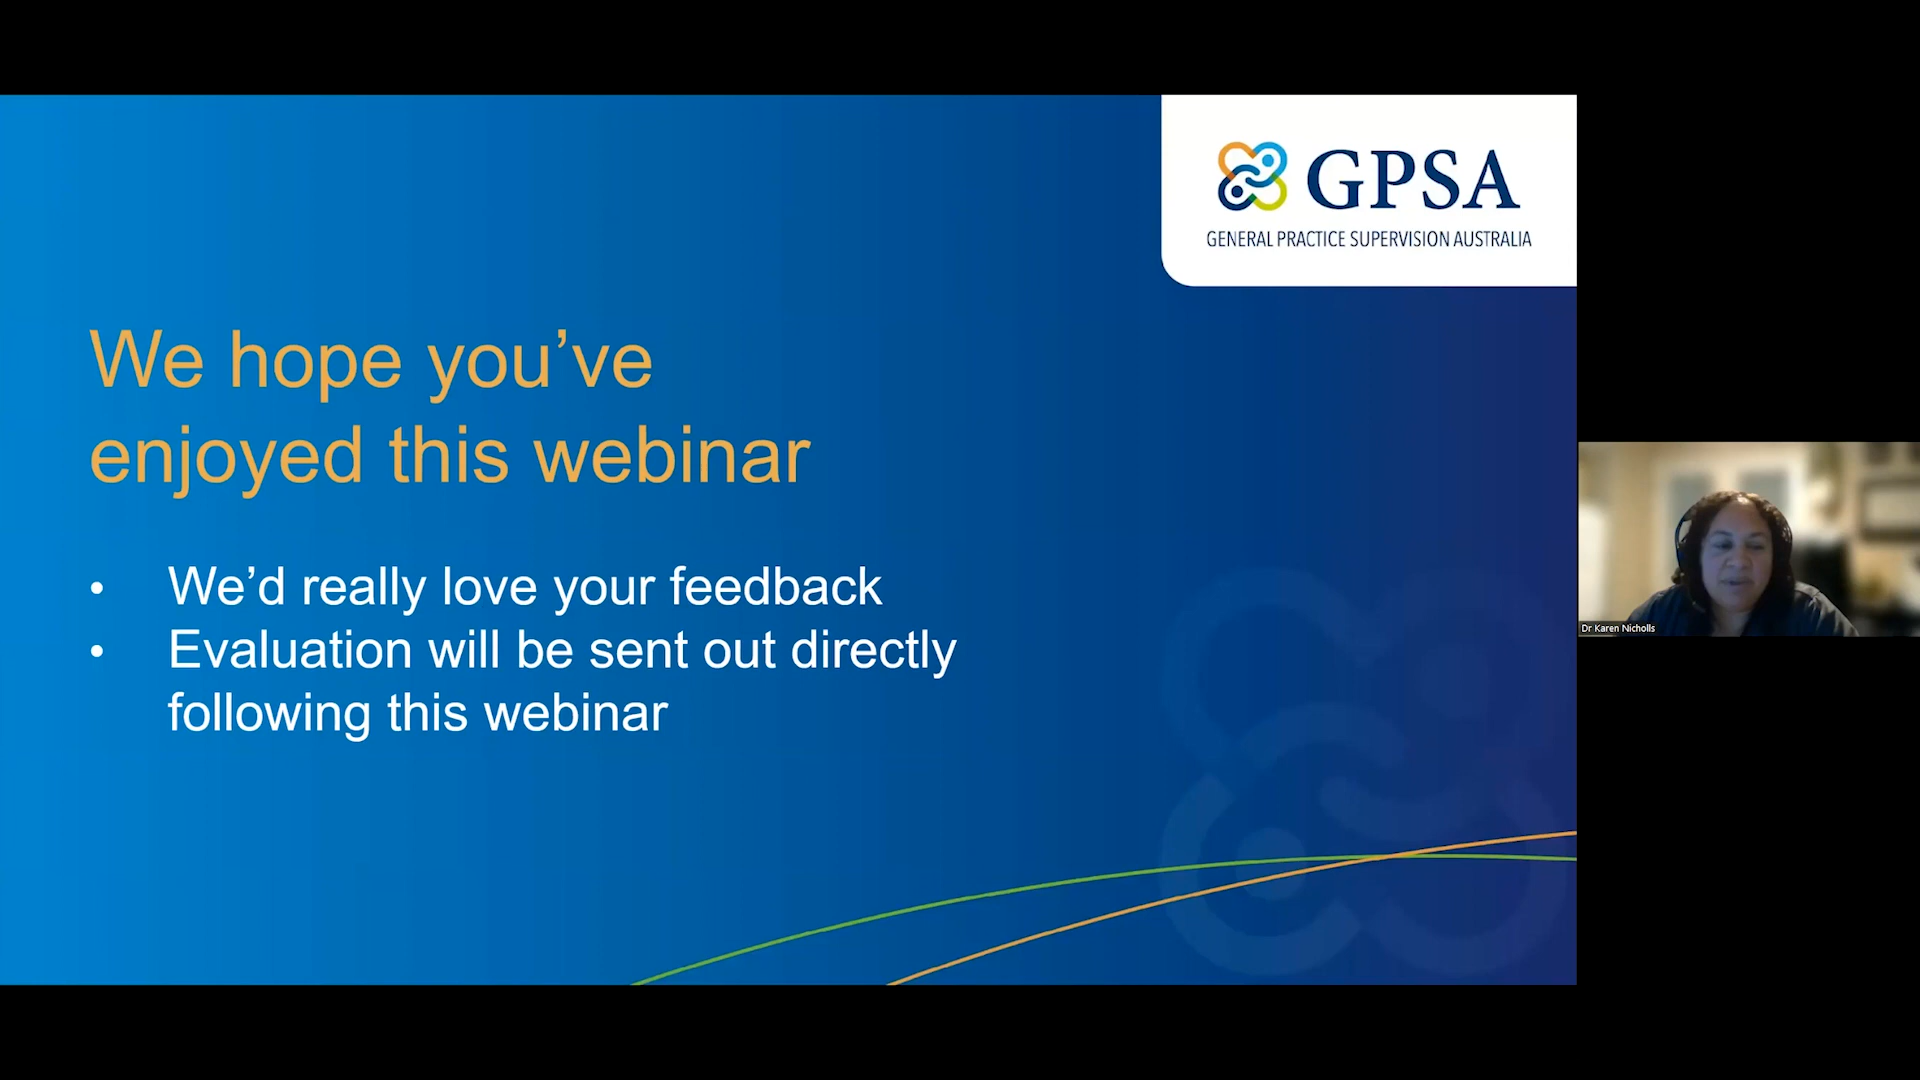 GPSA
GENERAL PRACTICE SUPERVISION AUSTRALIA
We hope you’ve
enjoyed this webinar
• We’d really love your feedback
• Evaluation will be sent out directly
following this webinar
Dr Karen Nicholls